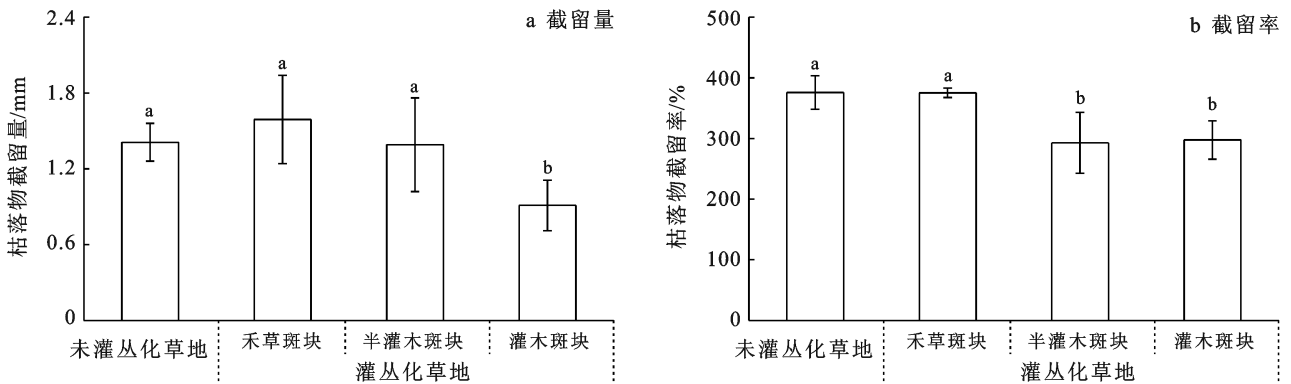 a 截留量
枯落物截留量/mm
2.4
1.8
1.2
0.6
0
a
a
a
b
未灌丛化草地
禾草斑块
半灌木斑块
灌木斑块
灌丛化草地
b 截留率
枯落物截留率/%
500
400
300
200
100
0
a
a
b
b
未灌丛化草地
禾草斑块
半灌木斑块
灌木斑块
灌丛化草地